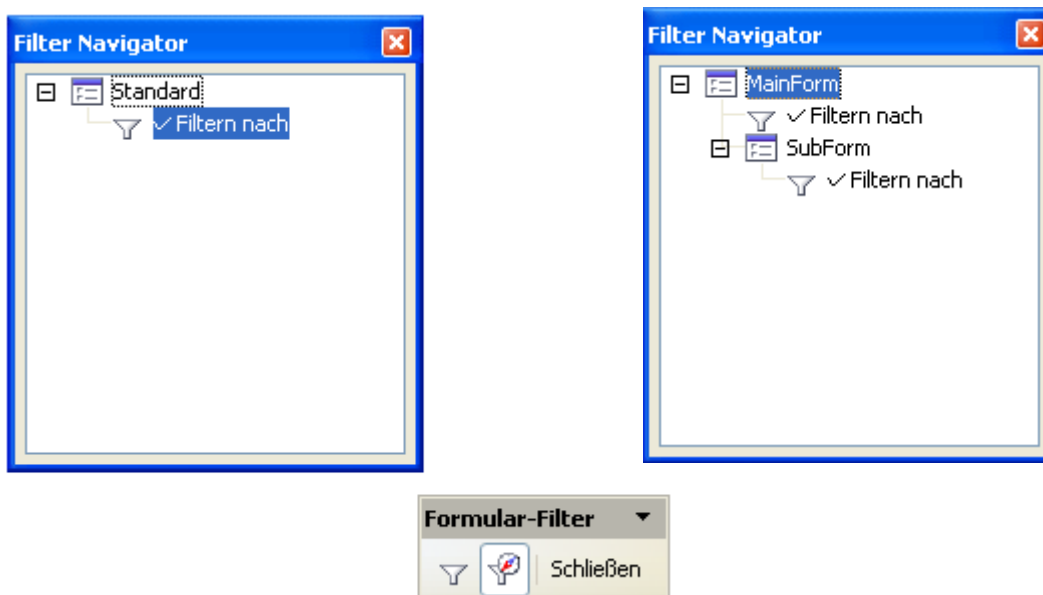 Filter Navigator
Standard
Filtern nach
Filter Navigator
MainForm
Filtern nach
SubForm
Filtern nach
Formular-Filter
Schließen